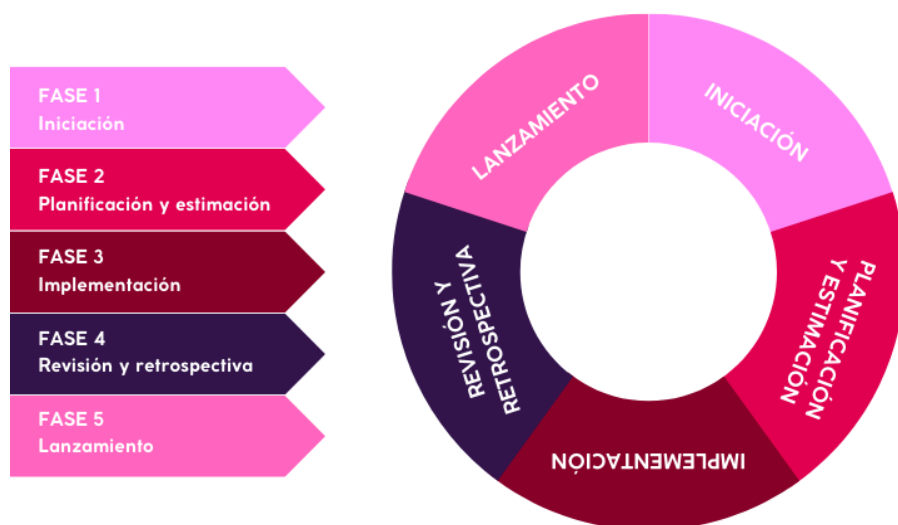 FASE 1
Iniciación
FASE 2
Planificación y estimación
FASE 3
Implementación
FASE 4
Revisión y retrospectiva
FASE 5
Lanzamiento
INICIACIÓN
PLANIFICACIÓN
Y ESTIMACIÓN
IMPLEMENTACIÓN
REVISIÓN Y
RETROSPECTIVA
LANZAMIENTO